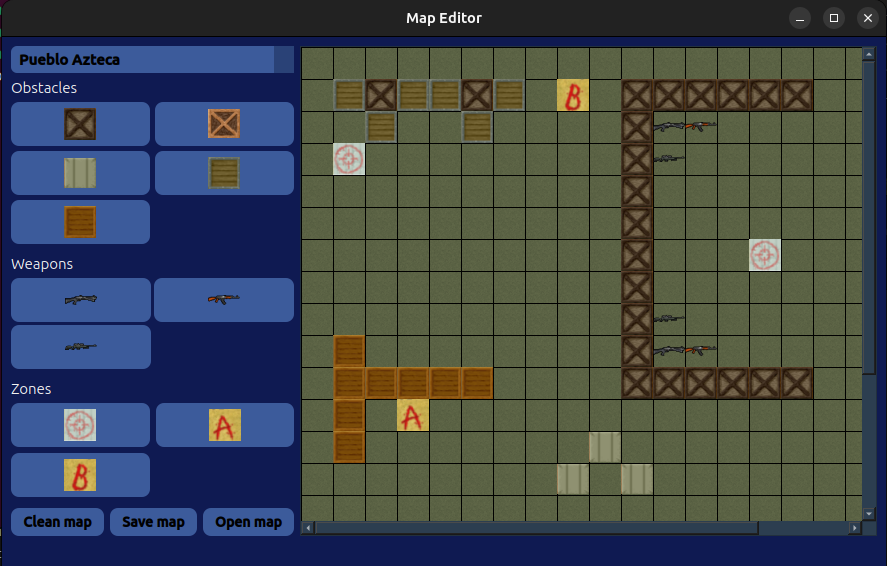 Map Editor
Pueblo Azteca
Obstacles
Weapons
Zones
A
B
Clean map Save map Open map
B
A